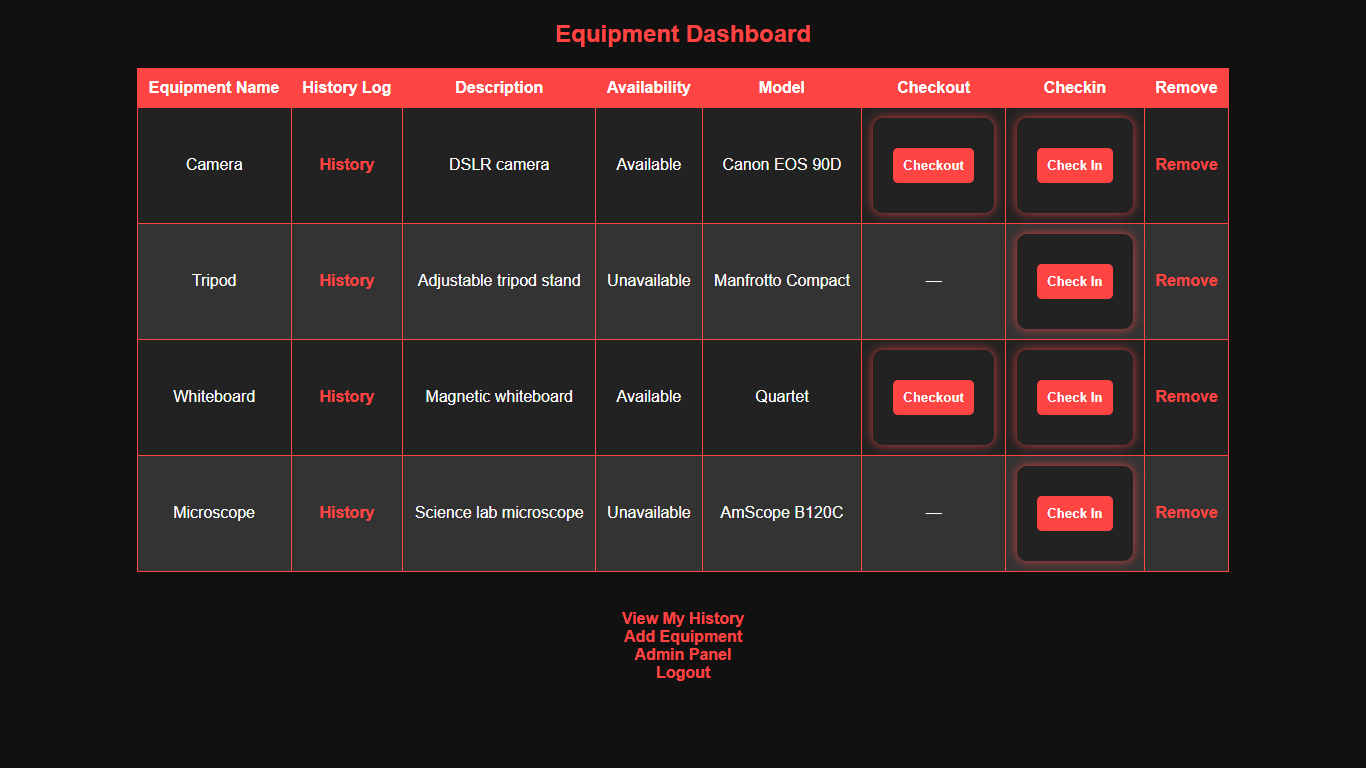 Equipment Dashboard
Equipment Name History Log Description Availability Model Checkout Checkin Remove
Camera History DSLR camera Available Canon EOS 90D Checkout Check In Remove
Tripod History Adjustable tripod stand Unavailable Manfrotto Compact — Check In Remove
Whiteboard History Magnetic whiteboard Available Quartet Checkout Check In Remove
Microscope History Science lab microscope Unavailable AmScope B120C — Check In Remove
View My History
Add Equipment
Admin Panel
Logout